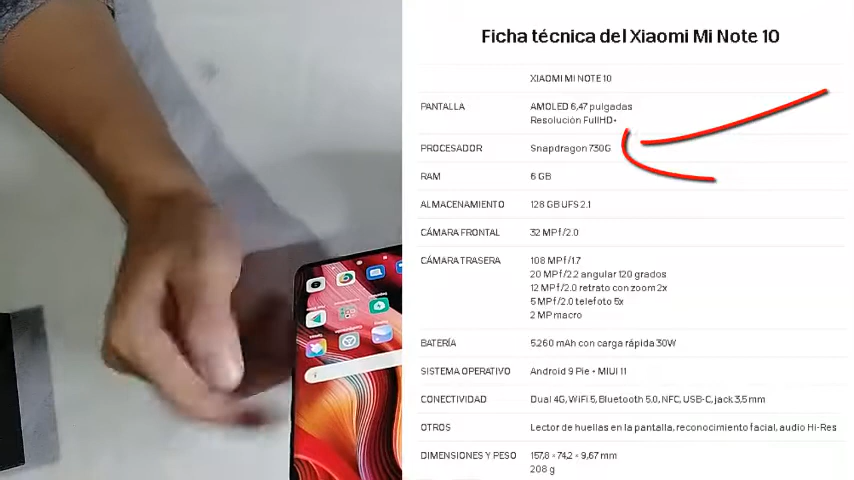 Ficha técnica del Xiaomi Mi Note 10
XIAOMI MI NOTE 10
PANTALLA AMOLED 6,47 pulgadas
Resolución FullHD+
PROCESADOR Snapdragon 730G
RAM 6 GB
ALMACENAMIENTO 128 GB UFS 2.1
CÁMARA FRONTAL 32 MP f/2.0
CÁMARA TRASERA 108 MP f/1.7
20 MP f/2.2 angular 120 grados
12 MP f/2.0 retrato con zoom 2x
5 MP f/2.0 telefoto 5x
2 MP macro
BATERÍA 5.260 mAh con carga rápida 30W
SISTEMA OPERATIVO Android 9 Pie + MIUI 11
CONECTIVIDAD Dual 4G, WiFi 5, Bluetooth 5.0, NFC, USB-C, jack 3,5 mm
OTROS Lector de huellas en la pantalla, reconocimiento facial, audio Hi-Res
DIMENSIONES Y PESO 157,8 × 74,2 × 9,67 mm
208 g